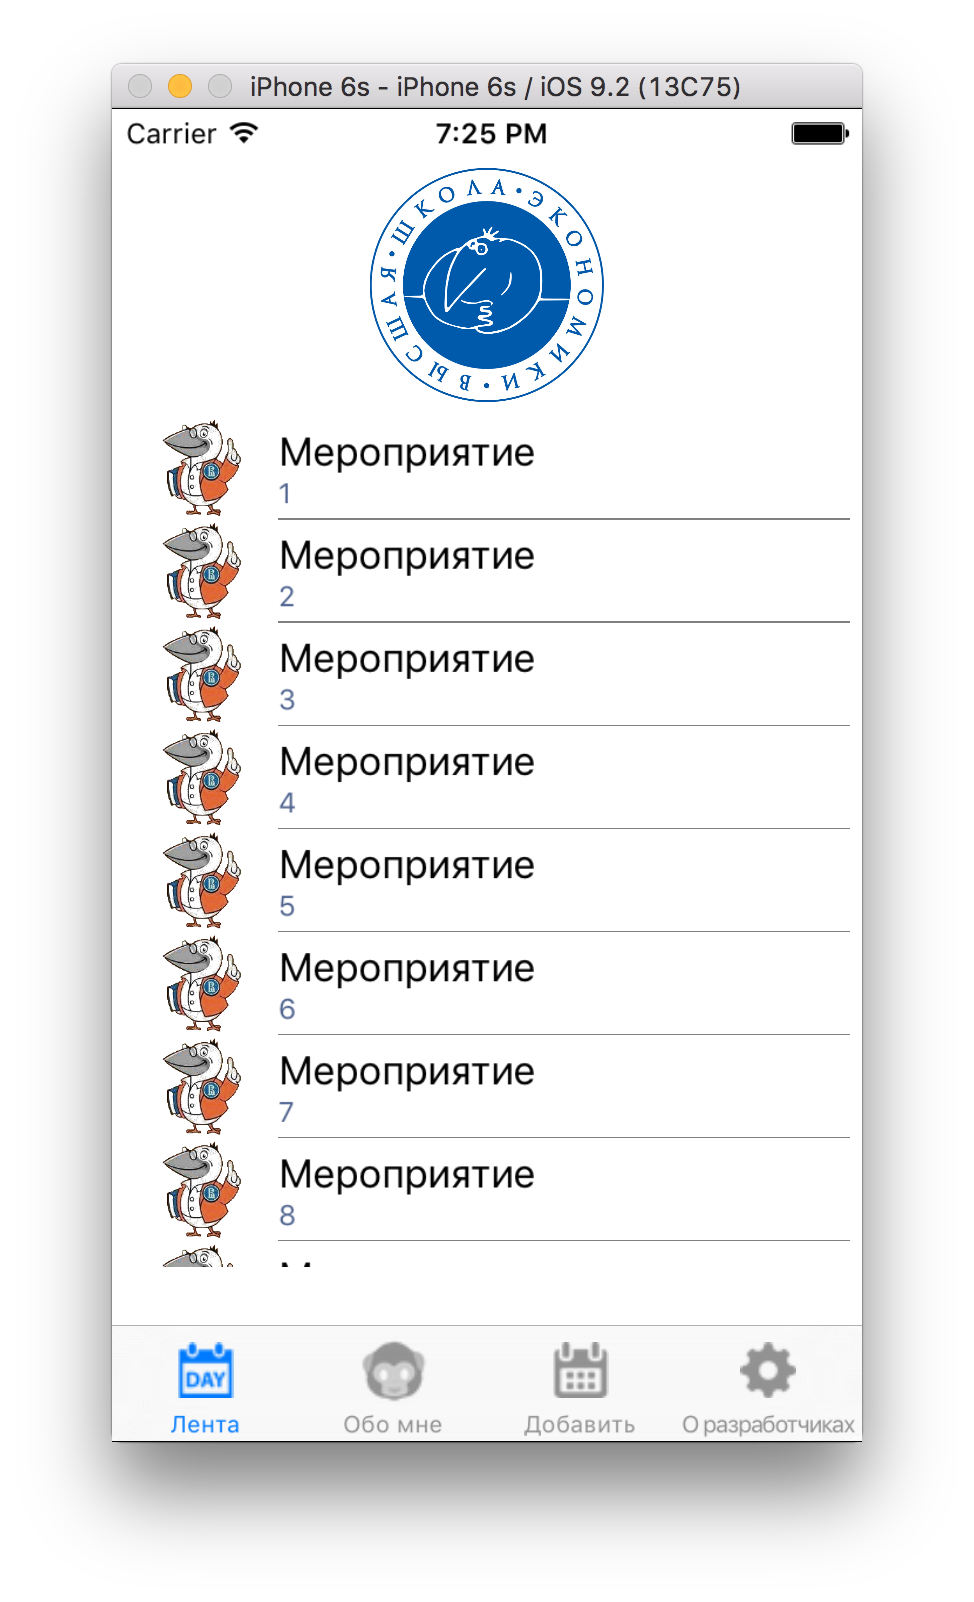 iPhone 6s - iPhone 6s / iOS 9.2 (13C75)
Carrier 7:25 PM
ВЫСШАЯ • ШКОЛА • ЭКОНОМИКИ •
Мероприятие
1
Мероприятие
2
Мероприятие
3
Мероприятие
4
Мероприятие
5
Мероприятие
6
Мероприятие
7
Мероприятие
8
DAY
Лента Обо мне Добавить О разработчиках